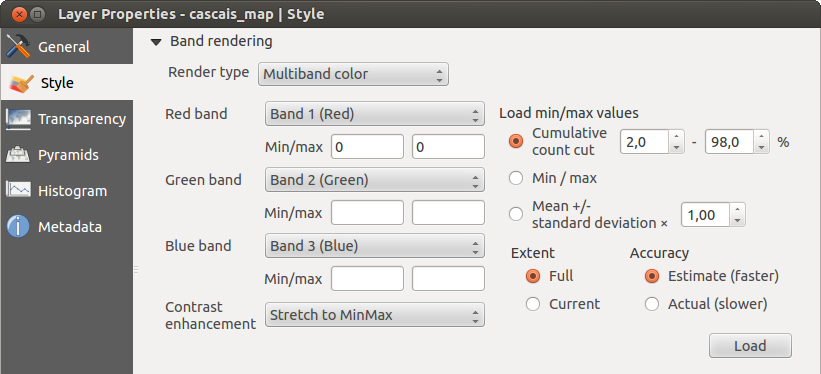 Layer Properties - cascais_map | Style
General
Style
Transparency
Pyramids
Histogram
Metadata
Band rendering
Render type Multiband color
Red band Band 1 (Red)
Min/max 0 0
Green band Band 2 (Green)
Min/max
Blue band Band 3 (Blue)
Min/max
Contrast
enhancement Stretch to MinMax
Load min/max values
Cumulative
count cut 2,0 - 98,0 %
Min / max
Mean +/-
standard deviation × 1,00
Extent
Full
Current
Accuracy
Estimate (faster)
Actual (slower)
Load